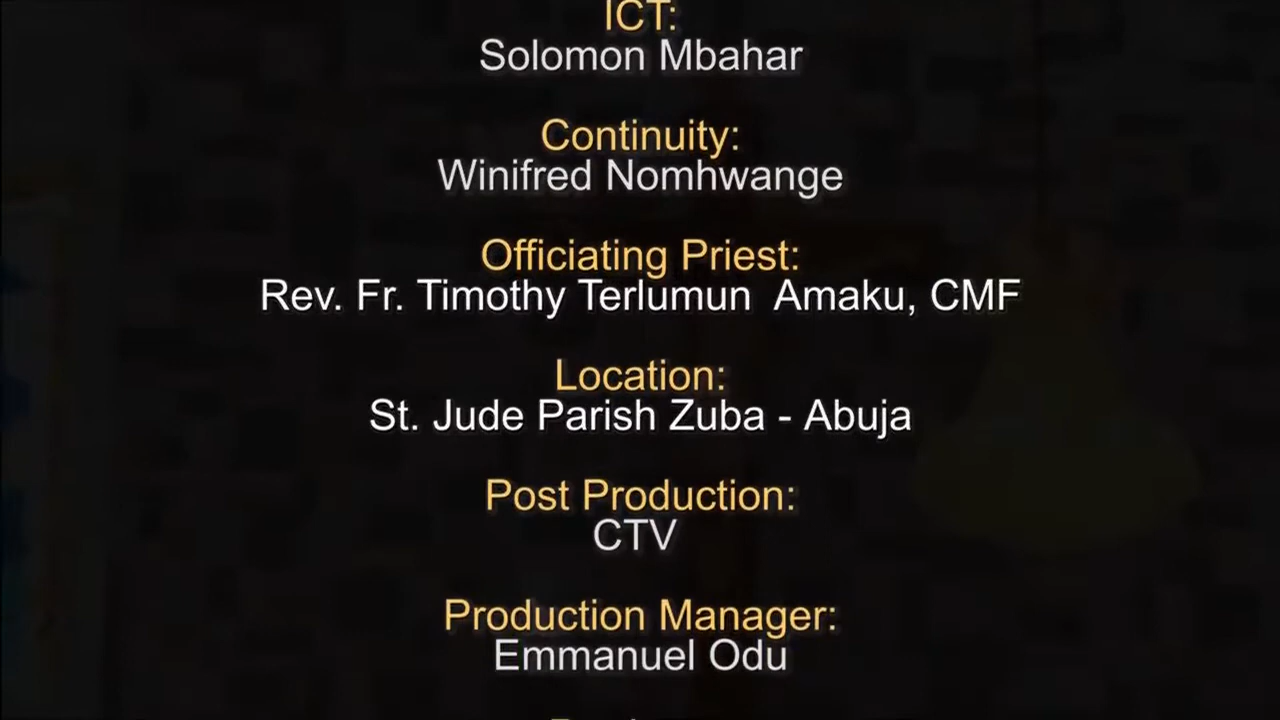 ICT:
Solomon Mbahar
Continuity:
Winifred Nomhwange
Officiating Priest:
Rev. Fr. Timothy Terlumun  Amaku, CMF
Location:
St. Jude Parish Zuba - Abuja
Post Production:
CTV
Production Manager:
Emmanuel Odu